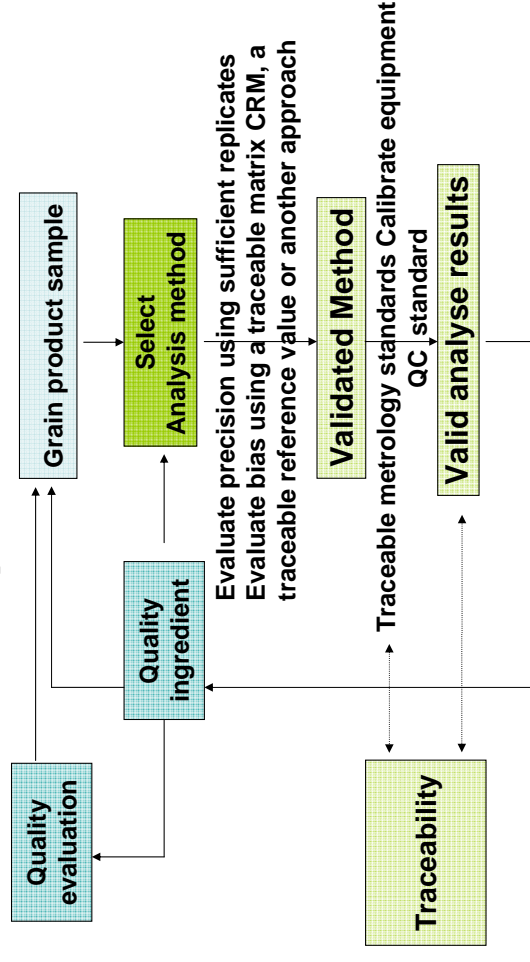 Quality
evaluation
Grain product sample
Quality
ingredient
Select
Analysis method
Evaluate precision using sufficient replicates
Evaluate bias using a traceable matrix CRM, a
traceable reference value or another approach
Validated Method
Traceability
Traceable metrology standards Calibrate equipment
QC standard
Valid analyse results